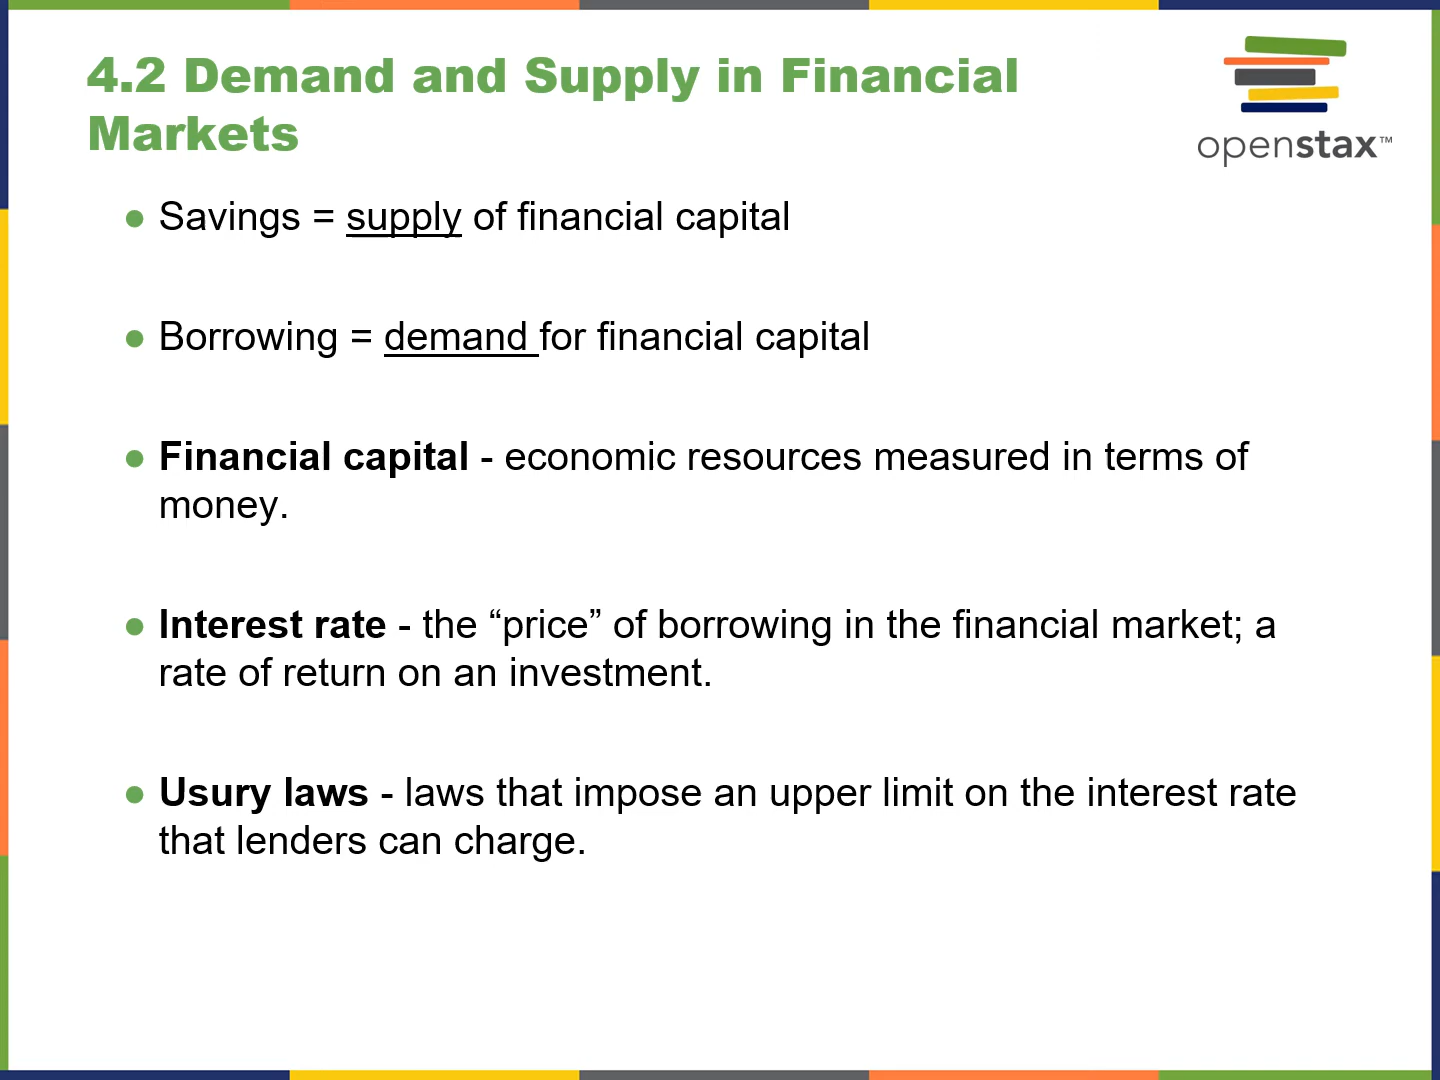 4.2 Demand and Supply in Financial
Markets
openstax™
● Savings = supply of financial capital
● Borrowing = demand for financial capital
● Financial capital - economic resources measured in terms of
money.
● Interest rate - the “price” of borrowing in the financial market; a
rate of return on an investment.
● Usury laws - laws that impose an upper limit on the interest rate
that lenders can charge.